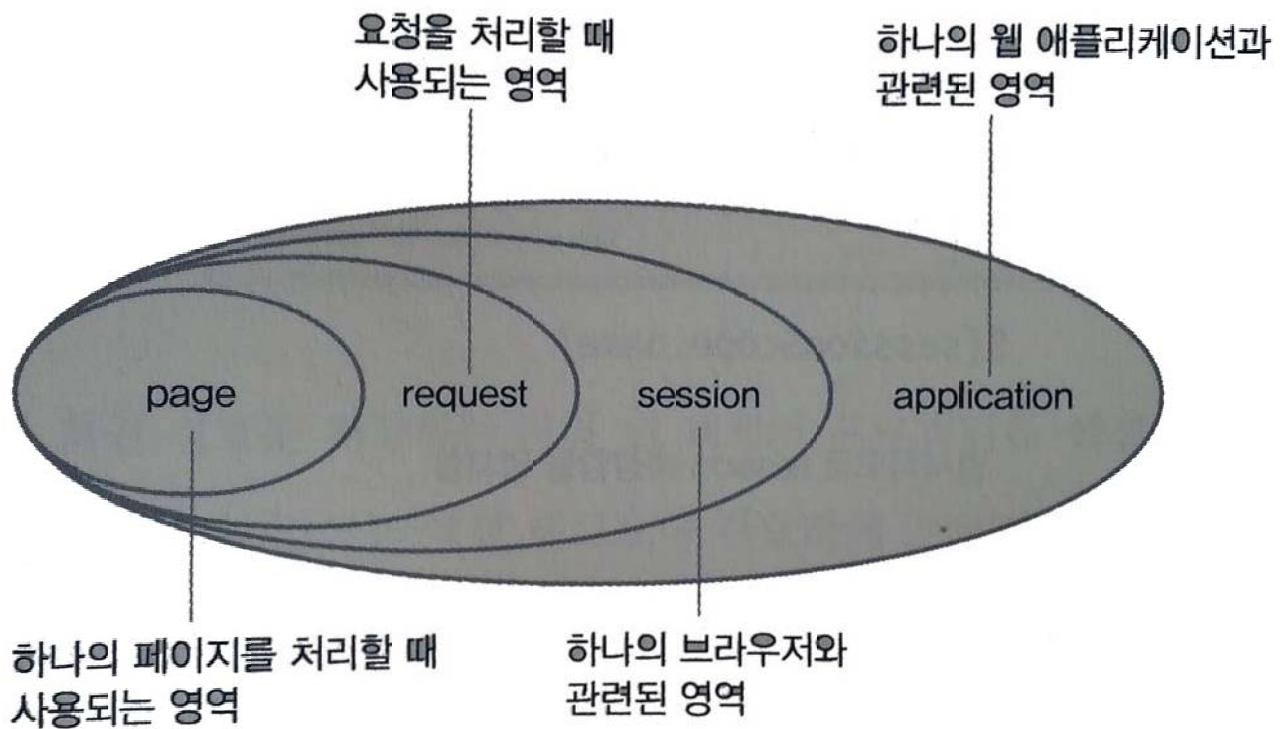 요청을 처리할 때
사용되는 영역
하나의 웹 애플리케이션과
관련된 영역
page
request
session
application
하나의 페이지를 처리할 때
사용되는 영역
하나의 브라우저와
관련된 영역